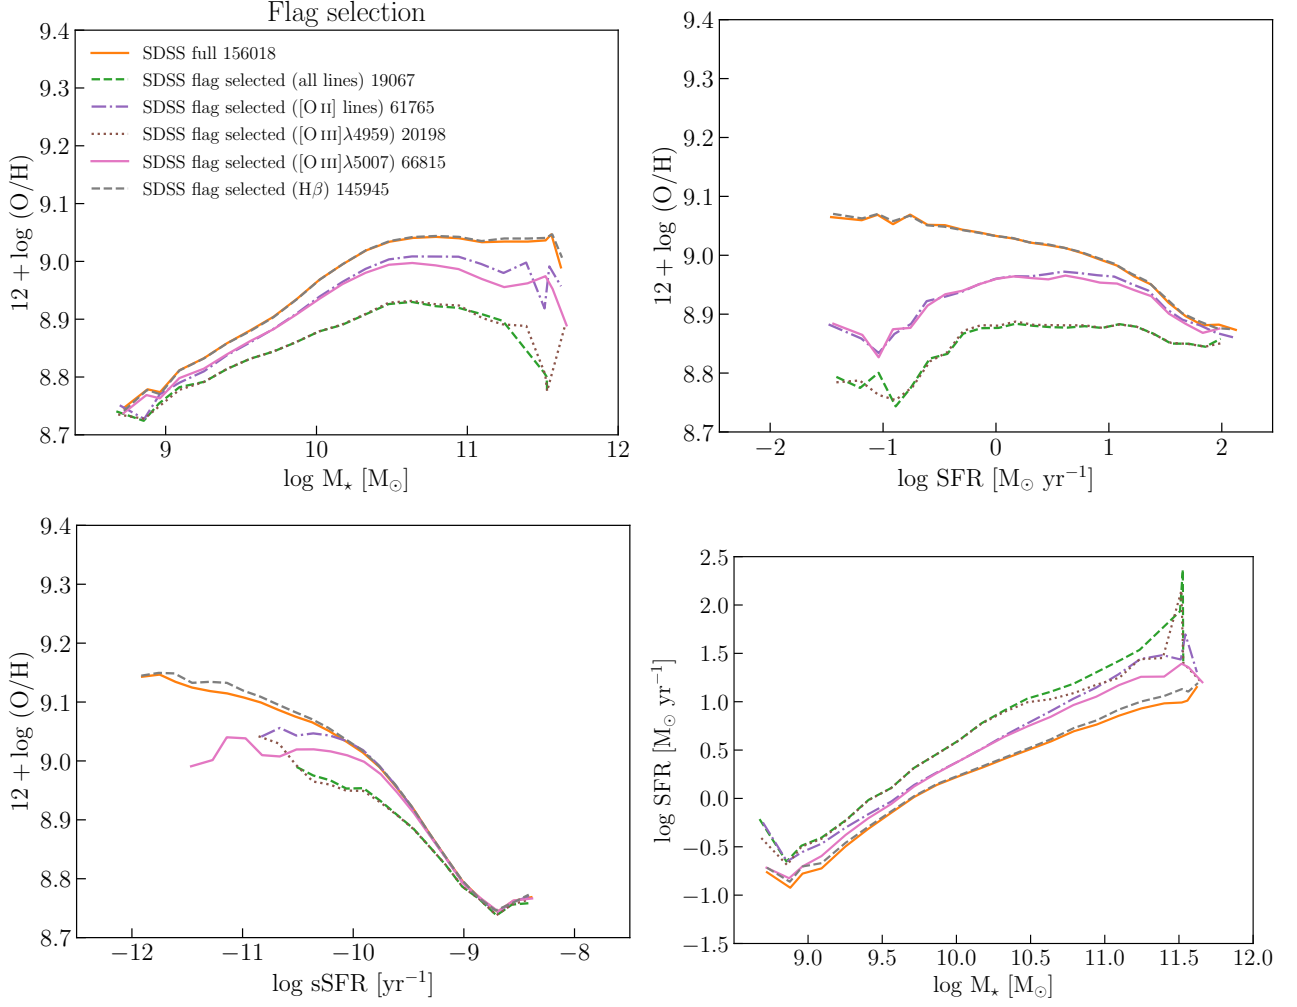 Flag selection
9.4
9.3
9.2
9.1
9.0
8.9
8.8
8.7
12 + log (O/H)
SDSS full 156018
SDSS flag selected (all lines) 19067
SDSS flag selected ([O II] lines) 61765
SDSS flag selected ([O III]λ4959) 20198
SDSS flag selected ([O III]λ5007) 66815
SDSS flag selected (Hβ) 145945
9 10 11 12
log M⋆ [M⊙]
9.4
9.3
9.2
9.1
9.0
8.9
8.8
8.7
12 + log (O/H)
−2 −1 0 1 2
log SFR [M⊙ yr⁻¹]
9.4
9.3
9.2
9.1
9.0
8.9
8.8
8.7
12 + log (O/H)
−12 −11 −10 −9 −8
log sSFR [yr⁻¹]
2.5
2.0
1.5
1.0
0.5
0.0
−0.5
−1.0
−1.5
log SFR [M⊙ yr⁻¹]
9.0 9.5 10.0 10.5 11.0 11.5 12.0
log M⋆ [M⊙]